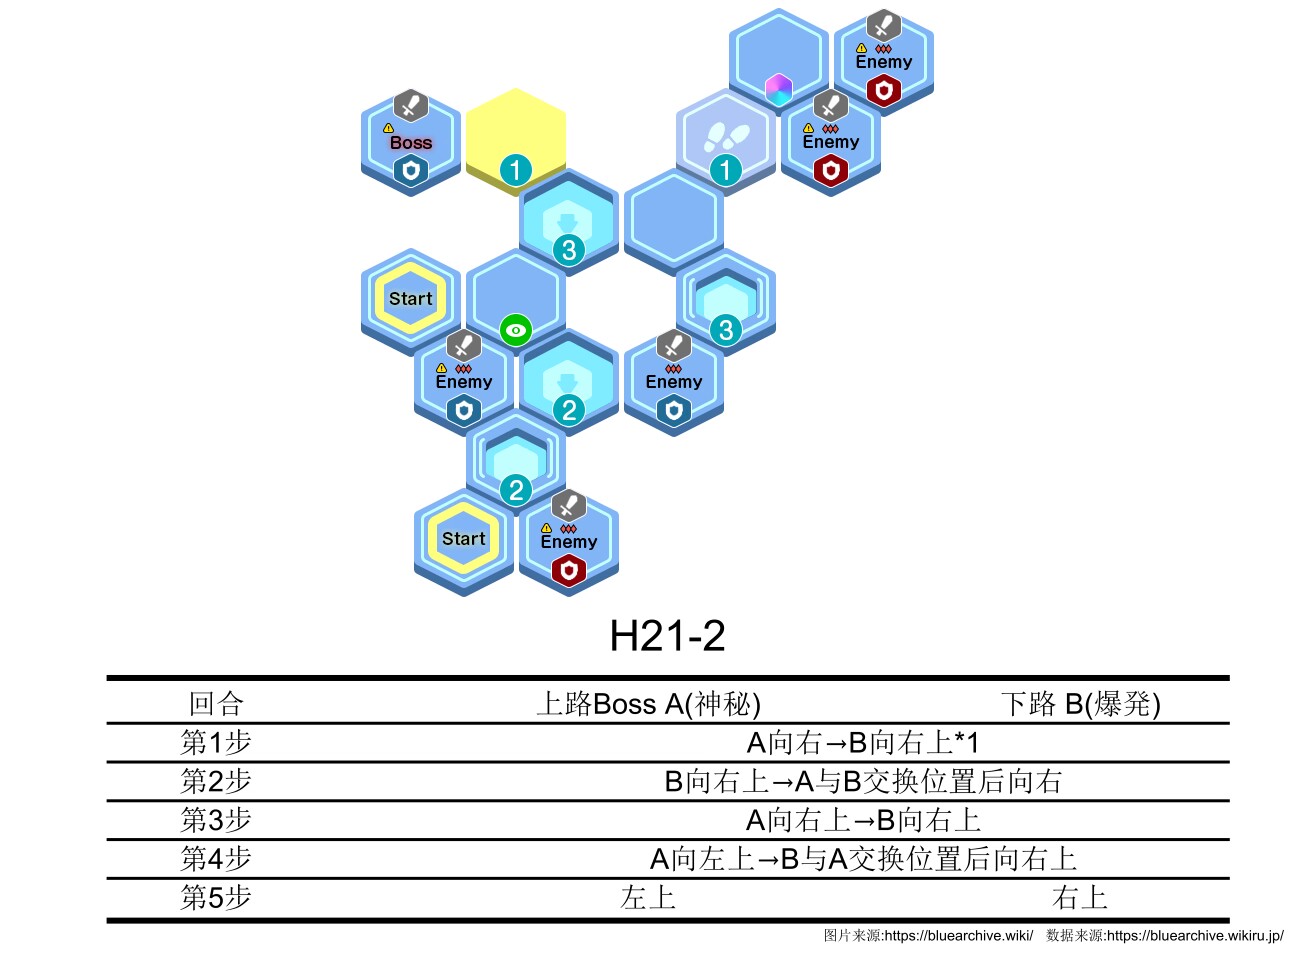 Enemy
Boss
1
1
Enemy
3
Start
3
Enemy
2
Enemy
2
Start
Enemy
H21-2
回合 上路Boss A(神秘) 下路 B(爆発)
第1步 A向右→B向右上*1
第2步 B向右上→A与B交换位置后向右
第3步 A向右上→B向右上
第4步 A向左上→B与A交换位置后向右上
第5步 左上 右上
图片来源:https://bluearchive.wiki/ 数据来源:https://bluearchive.wikiru.jp/